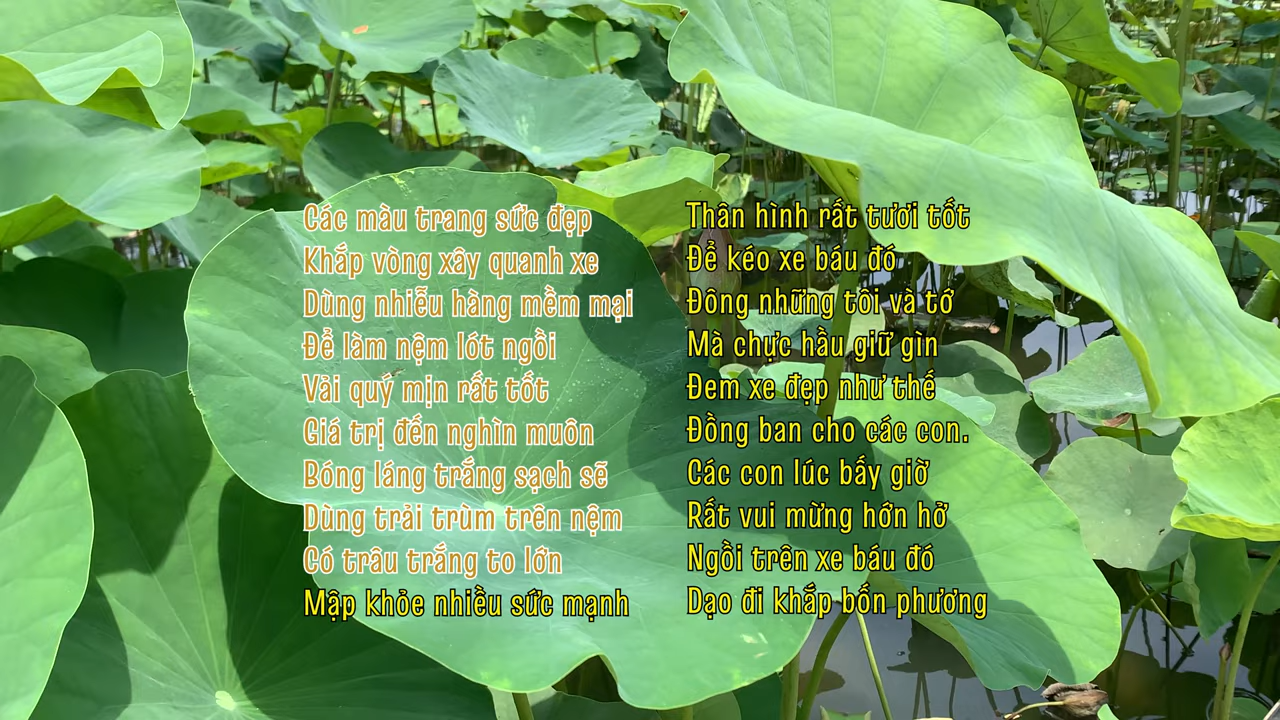 Các màu trang sức đẹp
Khắp vòng xây quanh xe
Dùng nhiễu hàng mềm mại
Để làm nệm lót ngồi
Vãi quý mịn rất tốt
Giá trị đến nghìn muôn
Bóng láng trắng sạch sẽ
Dùng trải trùm trên nệm
Có trâu trắng to lớn
Mập khỏe nhiều sức mạnh
Thân hình rất tươi tốt
Để kéo xe báu đó
Đông những tôi và tớ
Mà chực hầu giữ gìn
Đem xe đẹp như thế
Đồng ban cho các con.
Các con lúc bấy giờ
Rất vui mừng hớn hở
Ngồi trên xe báu đó
Dạo đi khắp bốn phương